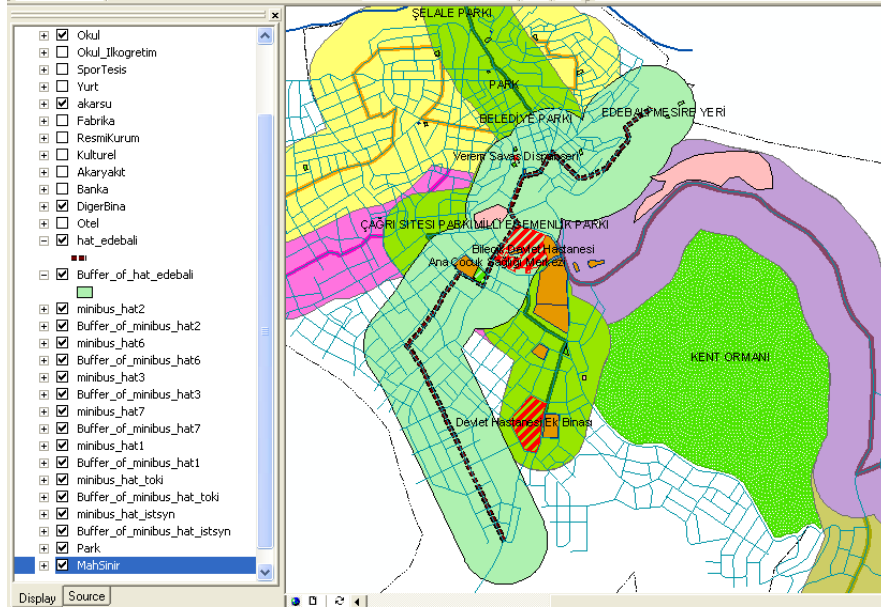 Okul
Okul_Ilkogretim
SporTesis
Yurt
akarsu
Fabrika
ResmiKurum
Kulturel
Akaryakıt
Banka
DigerBina
Otel
hat_edebali
Buffer_of_hat_edebali
minibus_hat2
Buffer_of_minibus_hat2
minibus_hat6
Buffer_of_minibus_hat6
minibus_hat3
Buffer_of_minibus_hat3
minibus_hat7
Buffer_of_minibus_hat7
minibus_hat1
Buffer_of_minibus_hat1
minibus_hat_toki
Buffer_of_minibus_hat_toki
minibus_hat_istsyn
Buffer_of_minibus_hat_istsyn
Park
MahSinir
Display Source
ŞELALE PARKI
PARK
BELEDİYE PARKI
EDEBALİ MESİRE YERİ
Verem Savaş Dispanseri
ÇAĞRI SİTESİ PARKI MİLLİ EGEMENLİK PARKI
Bilecik Devlet Hastanesi
Ana Çocuk Sağlığı Merkezi
KENT ORMANI
Devlet Hastanesi Ek Binası